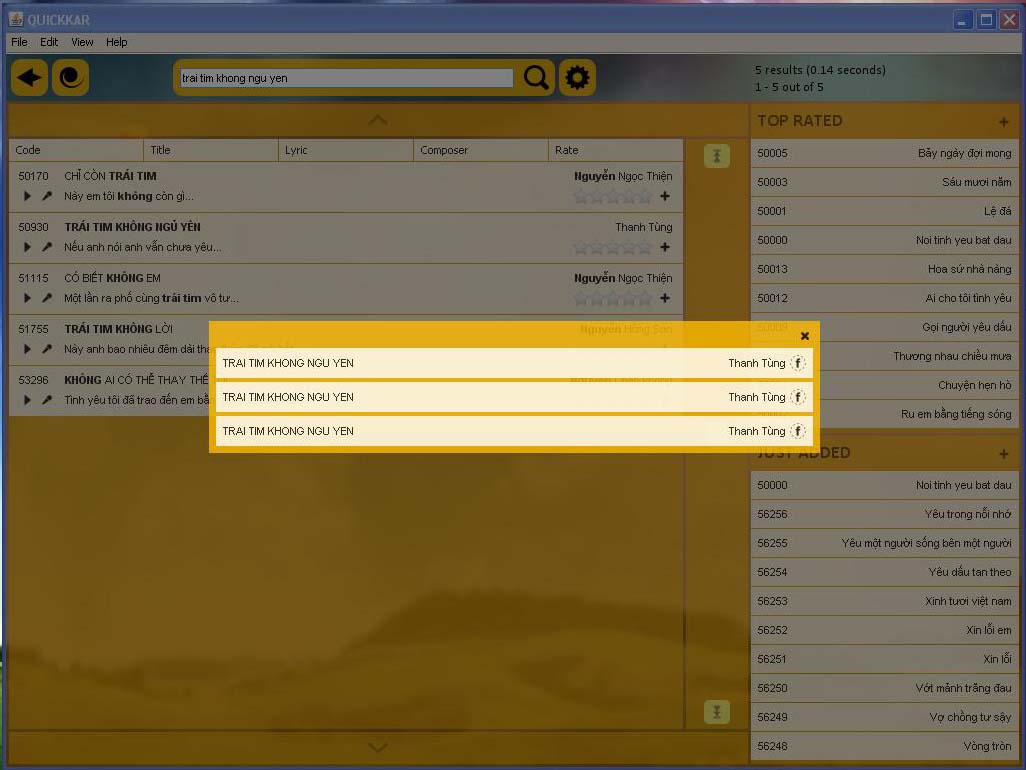 QUICKKAR
File Edit View Help
trai tim khong ngu yen
5 results (0.14 seconds)
1 - 5 out of 5
Code Title Lyric Composer Rate
50170 CHỈ CÒN TRÁI TIM Nguyễn Ngọc Thiện
Này em tôi không còn gì...
50930 TRÁI TIM KHÔNG NGỦ YÊN Thanh Tùng
Nếu anh nói anh vẫn chưa yêu...
51115 CÓ BIẾT KHÔNG EM Nguyễn Ngọc Thiện
Một lần ra phố cùng trái tim vô tư...
51755 TRÁI TIM KHÔNG LỜI Nguyễn Hồng Sơn
Này anh bao nhiêu đêm dài
53296 KHÔNG AI CÓ THỂ THAY THẾ
Tình yêu tôi đã trao đến em
TRAI TIM KHONG NGU YEN Thanh Tùng f
TRAI TIM KHONG NGU YEN Thanh Tùng f
TRAI TIM KHONG NGU YEN Thanh Tùng f
TOP RATED +
50005 Bẩy ngày đợi mong
50003 Sáu mươi năm
50001 Lệ đá
50000 Noi tinh yeu bat dau
50013 Hoa sứ nhà nàng
50012 Ai cho tôi tình yêu
50009 Gọi người yêu dấu
Thương nhau chiều mưa
Chuyện hẹn hò
Ru em bằng tiếng sóng
JUST ADDED +
50000 Noi tinh yeu bat dau
56256 Yêu trong nỗi nhớ
56255 Yêu một người sống bên một người
56254 Yêu dấu tan theo
56253 Xinh tươi việt nam
56252 Xin lỗi em
56251 Xin lỗi
56250 Vớt mảnh trăng đau
56249 Vợ chồng tư sậy
56248 Vòng tròn